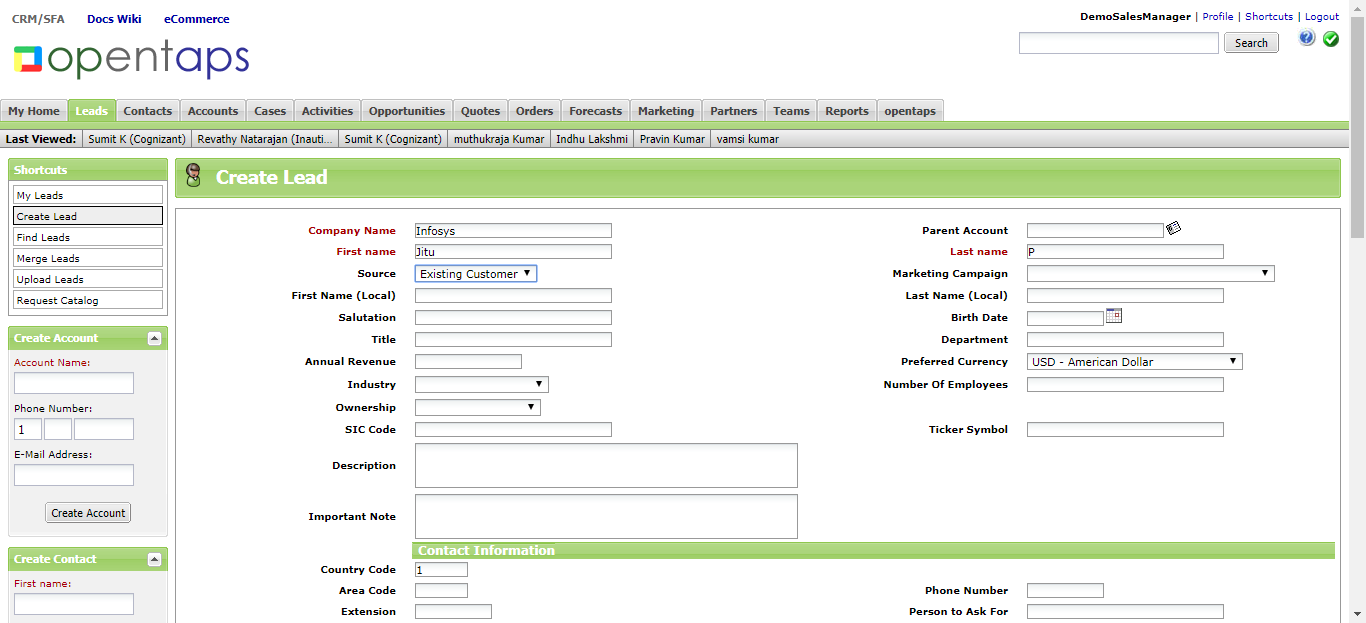 CRM/SFA Docs Wiki eCommerce
DemoSalesManager | Profile | Shortcuts | Logout
opentaps
Search
My Home Leads Contacts Accounts Cases Activities Opportunities Quotes Orders Forecasts Marketing Partners Teams Reports opentaps
Last Viewed: Sumit K (Cognizant) Revathy Natarajan (Inauti... Sumit K (Cognizant) muthukraja Kumar Indhu Lakshmi Pravin Kumar vamsi kumar
Shortcuts
My Leads
Create Lead
Find Leads
Merge Leads
Upload Leads
Request Catalog
Create Account
Account Name:
Phone Number:
1
E-Mail Address:
Create Account
Create Contact
First name:
Create Lead
Company Name Infosys Parent Account
First name Jitu Last name P
Source Existing Customer Marketing Campaign
First Name (Local) Last Name (Local)
Salutation Birth Date
Title Department
Annual Revenue Preferred Currency USD - American Dollar
Industry Number Of Employees
Ownership
SIC Code Ticker Symbol
Description
Important Note
Contact Information
Country Code 1
Area Code Phone Number
Extension Person to Ask For